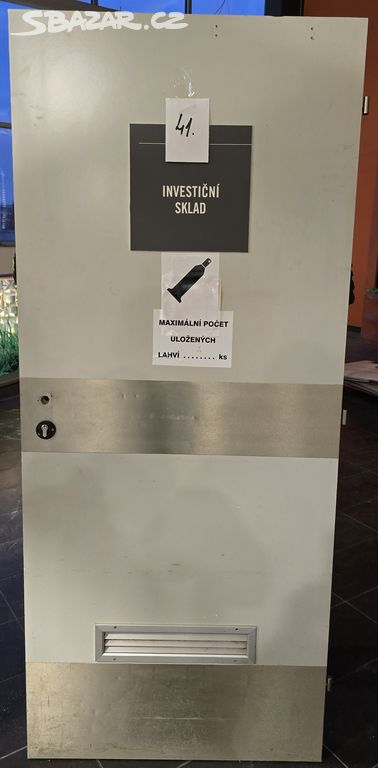 SBAZAR.CZ
41.
INVESTIČNÍ
SKLAD
MAXIMÁLNÍ POČET
ULOŽENÝCH
LAHVÍ ........ ks